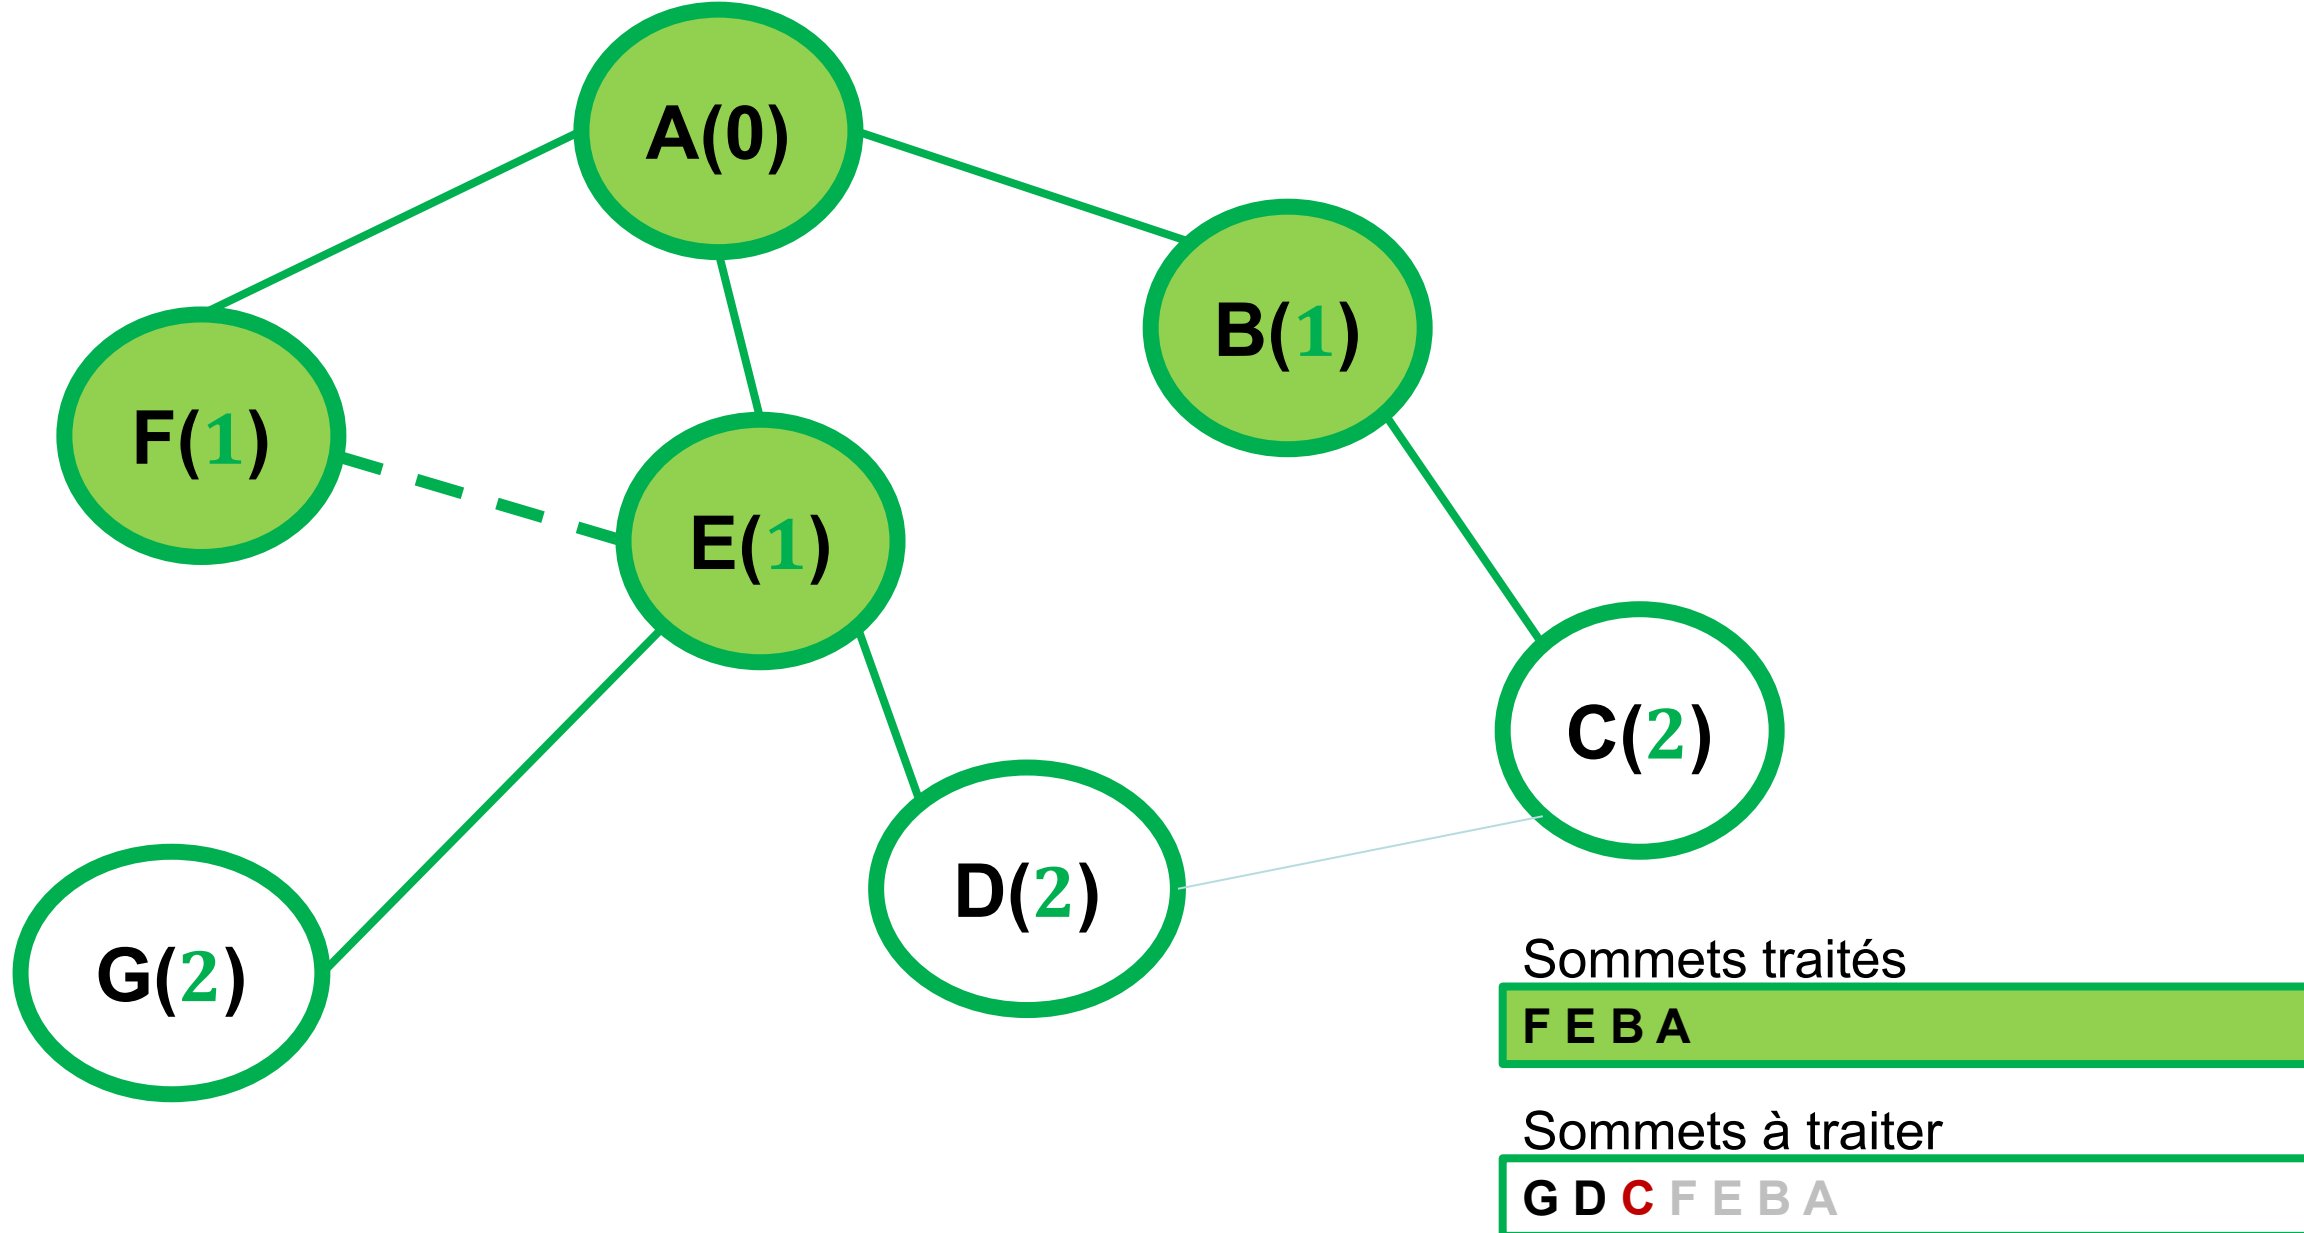 A(0)
B(1)
F(1)
E(1)
C(2)
D(2)
G(2)
Sommets traités
F E B A
Sommets à traiter
G D C F E B A